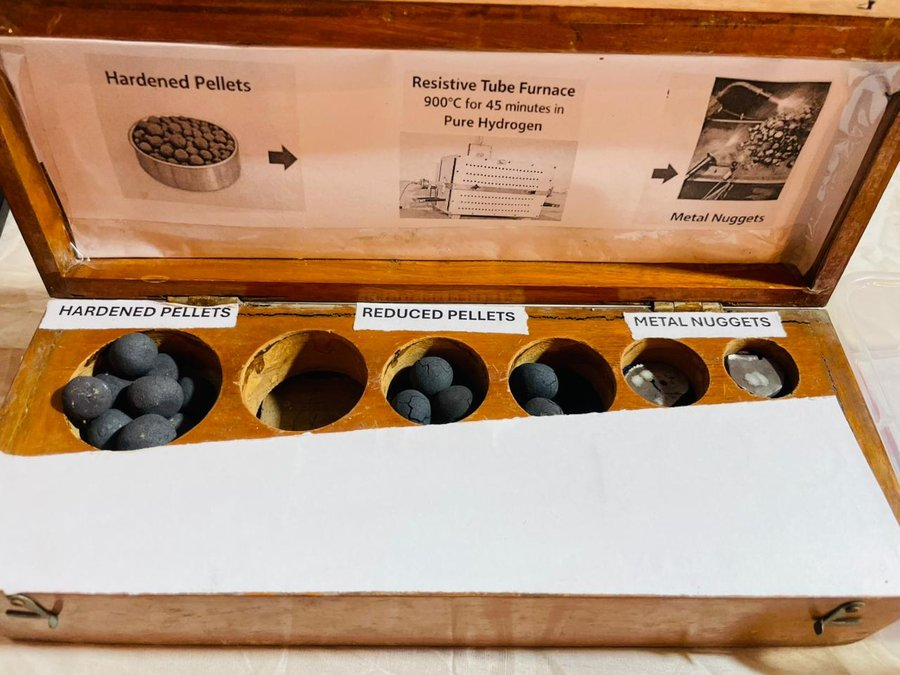 Hardened Pellets
Resistive Tube Furnace
900°C for 45 minutes in
Pure Hydrogen
Metal Nuggets
HARDENED PELLETS
REDUCED PELLETS
METAL NUGGETS